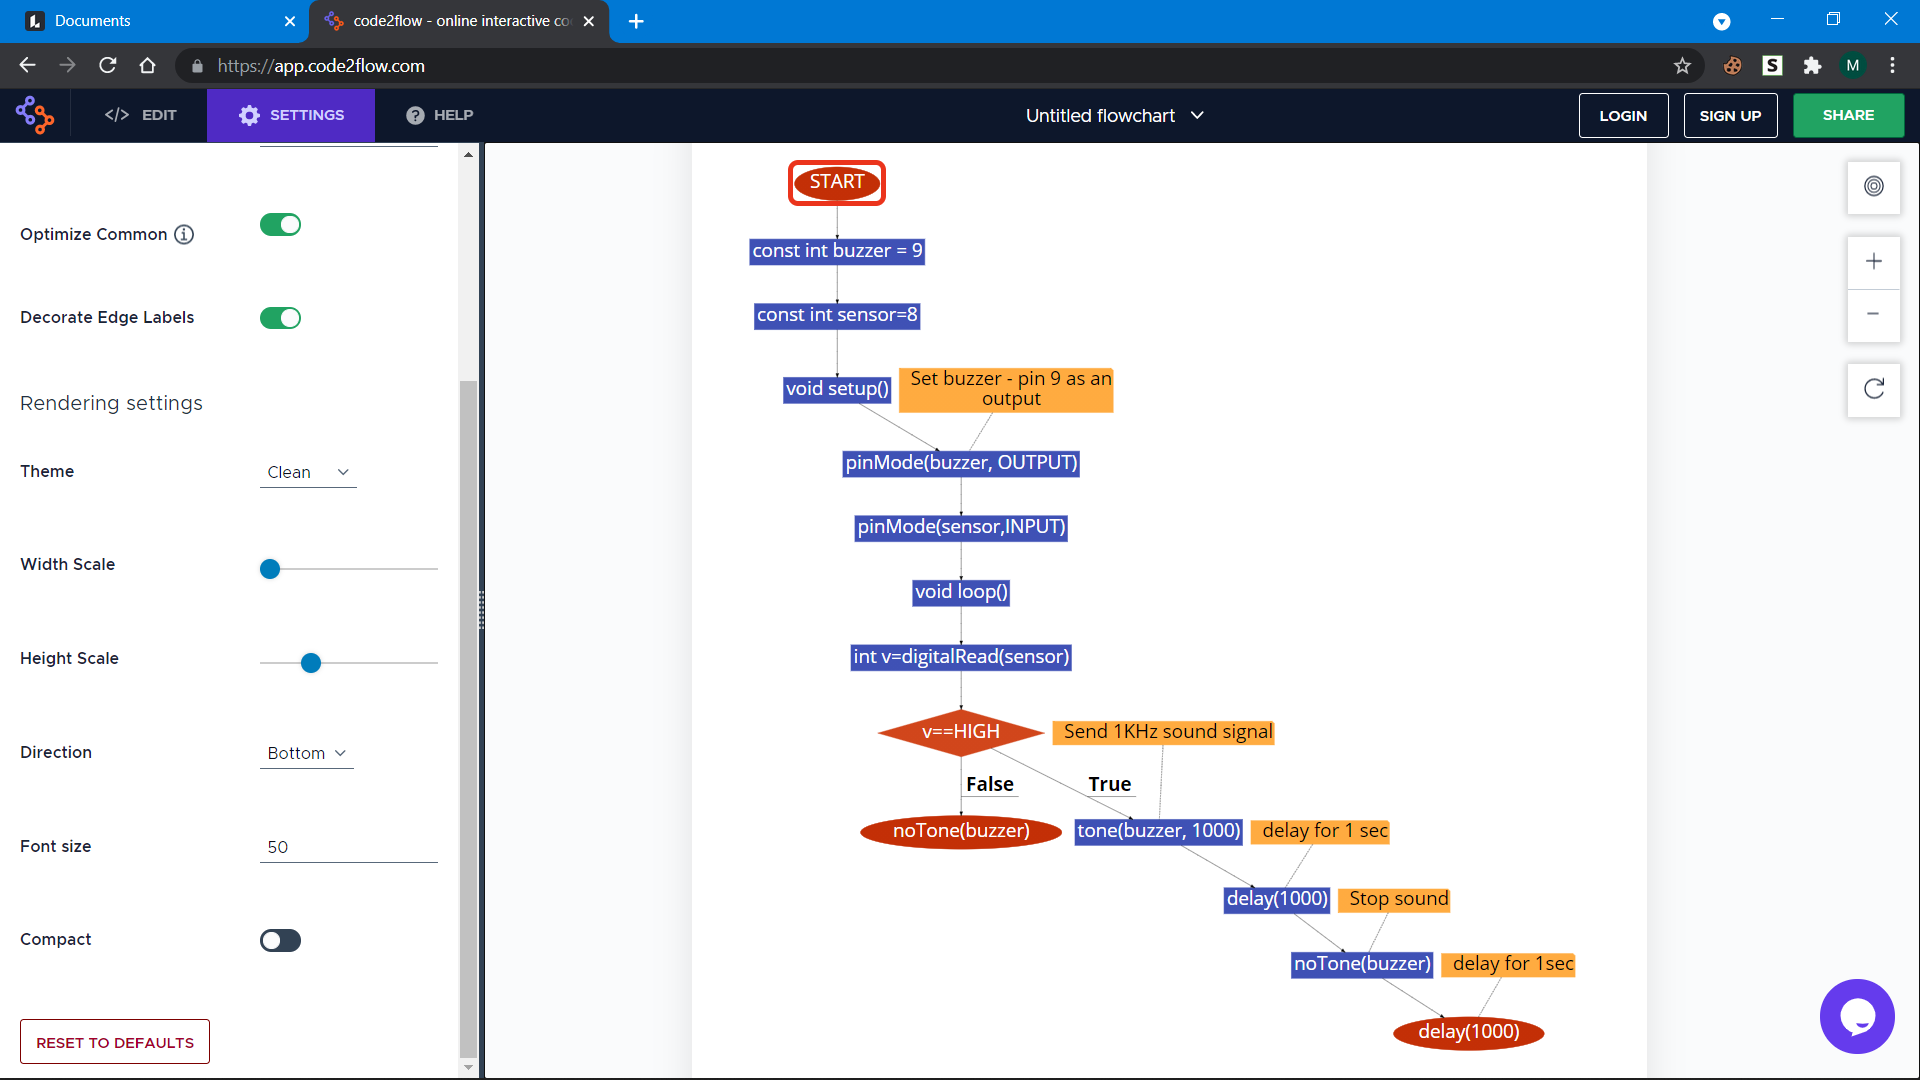 Documents
code2flow - online interactive co
https://app.code2flow.com
S
M
</> EDIT
SETTINGS
? HELP
Untitled flowchart
LOGIN
SIGN UP
SHARE
Optimize Common
Decorate Edge Labels
Rendering settings
Theme
Clean
Width Scale
Height Scale
Direction
Bottom
Font size
50
Compact
RESET TO DEFAULTS
START
const int buzzer = 9
const int sensor=8
void setup()
Set buzzer - pin 9 as an
output
pinMode(buzzer, OUTPUT)
pinMode(sensor,INPUT)
void loop()
int v=digitalRead(sensor)
v==HIGH
Send 1KHz sound signal
False
True
noTone(buzzer)
tone(buzzer, 1000)
delay for 1 sec
delay(1000)
Stop sound
noTone(buzzer)
delay for 1sec
delay(1000)